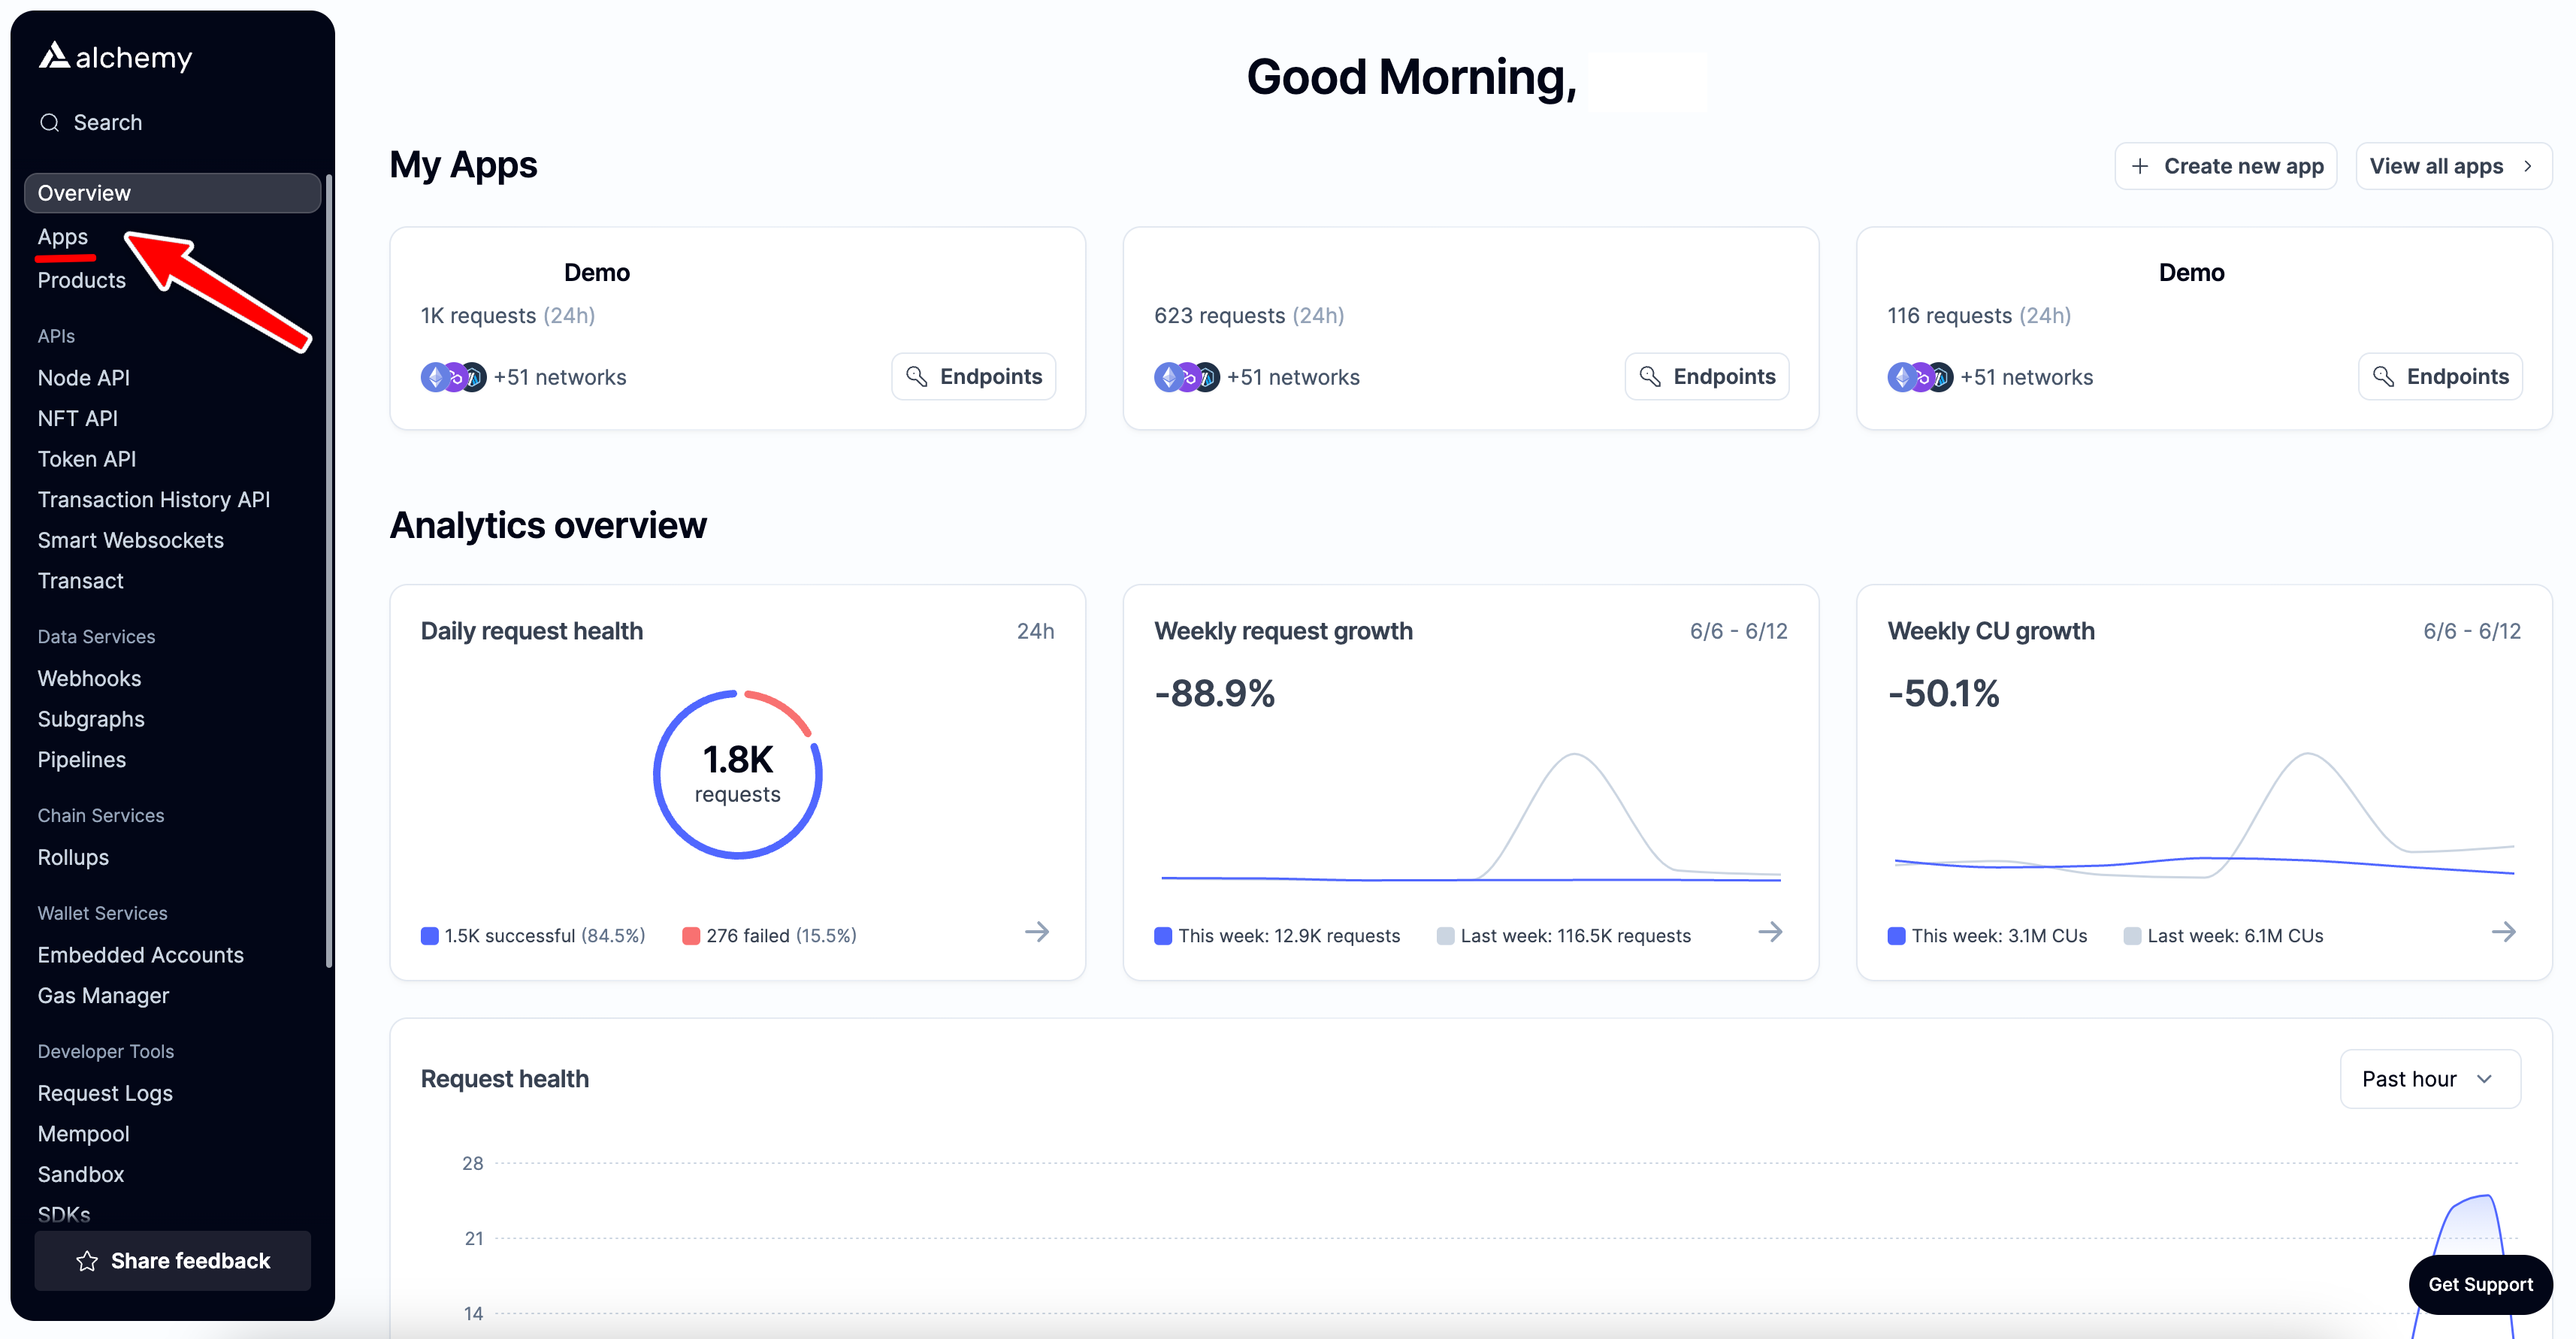 alchemy
Search
Overview
Apps
Products
APIs
Node API
NFT API
Token API
Transaction History API
Smart Websockets
Transact
Data Services
Webhooks
Subgraphs
Pipelines
Chain Services
Rollups
Wallet Services
Embedded Accounts
Gas Manager
Developer Tools
Request Logs
Mempool
Sandbox
SDKs
Share feedback
Good Morning,
My Apps
Create new app
View all apps
Demo
1K requests (24h)
+51 networks
Endpoints
623 requests (24h)
+51 networks
Endpoints
Demo
116 requests (24h)
+51 networks
Endpoints
Analytics overview
Daily request health
24h
1.8K
requests
1.5K successful (84.5%)
276 failed (15.5%)
Weekly request growth
6/6 - 6/12
-88.9%
This week: 12.9K requests
Last week: 116.5K requests
Weekly CU growth
6/6 - 6/12
-50.1%
This week: 3.1M CUs
Last week: 6.1M CUs
Request health
Past hour
28
21
14
Get Support